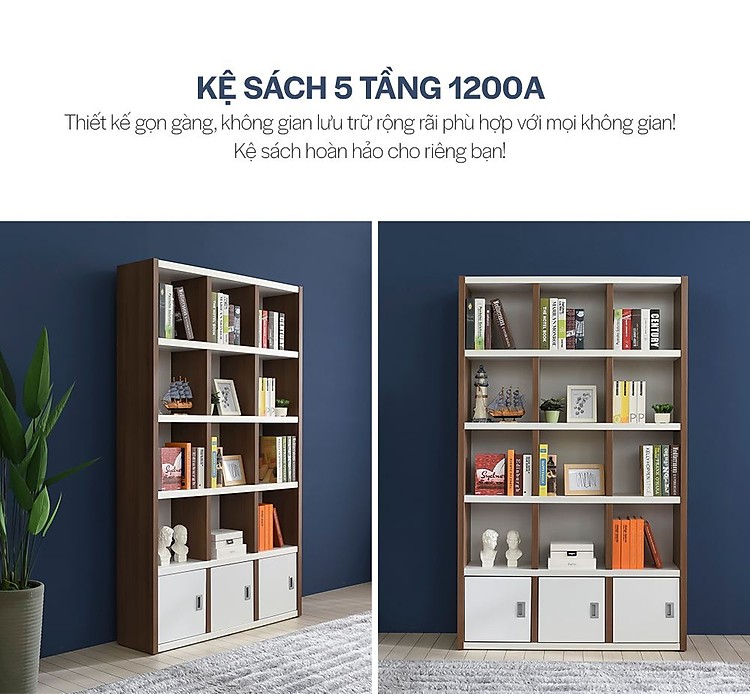 KỆ SÁCH 5 TẦNG 1200A
Thiết kế gọn gàng, không gian lưu trữ rộng rãi phù hợp với mọi không gian!
Kệ sách hoàn hảo cho riêng bạn!
CENTURY